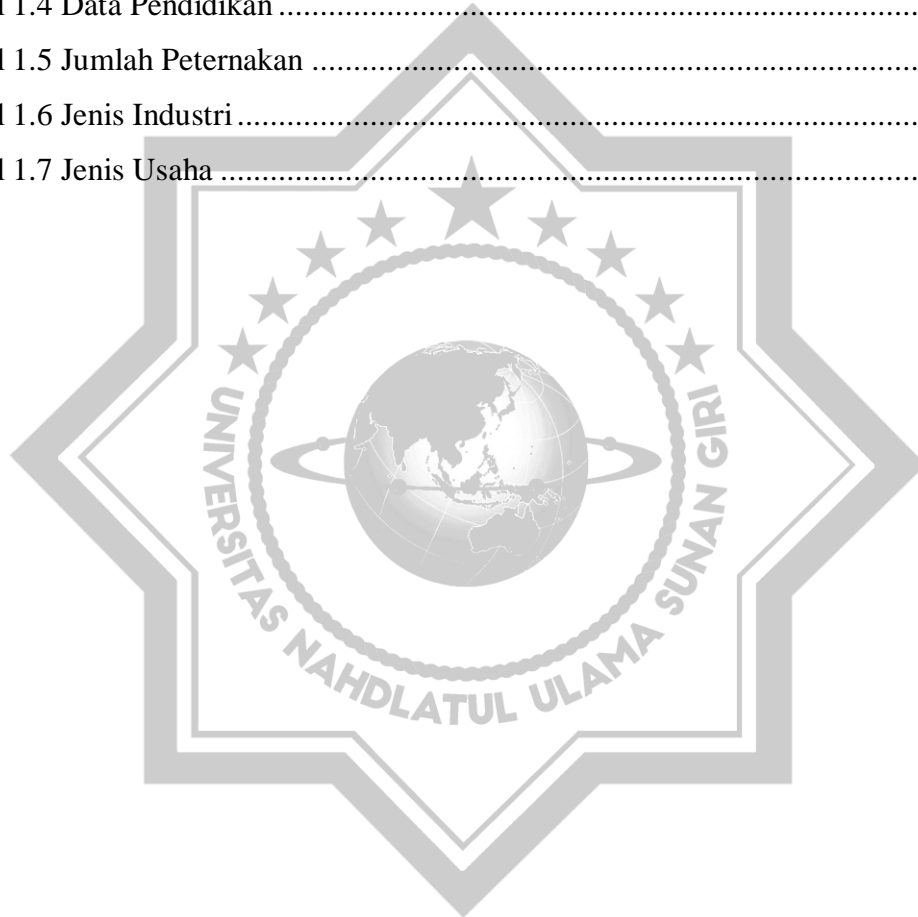 l 1.4 Data Pendidikan ................................................................................
l 1.5 Jumlah Peternakan ............................................................................
l 1.6 Jenis Industri .....................................................................................
l 1.7 Jenis Usaha .......................................................................................
UNIVERSITAS NAHDLATUL ULAMA SUNAN GIRI